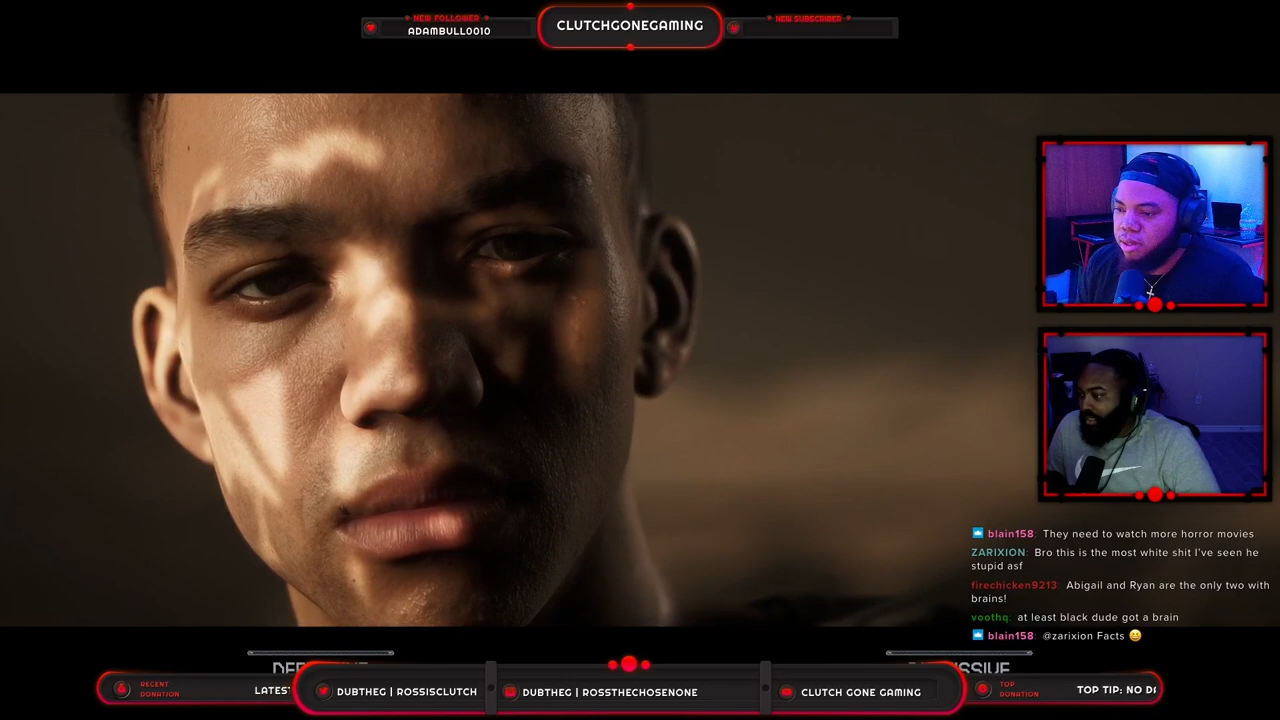 NEW FOLLOWER
ADAMBULL0010
CLUTCHGONEGAMING
NEW SUBSCRIBER
blain158: They need to watch more horror movies
ZARIXION: Bro this is the most white shit I've seen he
stupid asf
firechicken9213: Abigail and Ryan are the only two with
brains!
voothq: at least black dude got a brain
blain158: @zarixion Facts 😄
RECENT
DONATION
LATEST
DUBTHEG | ROSSISCLUTCH
DUBTHEG | ROSSTHECHOSENONE
CLUTCH GONE GAMING
TOP
DONATION
TOP TIP: NO